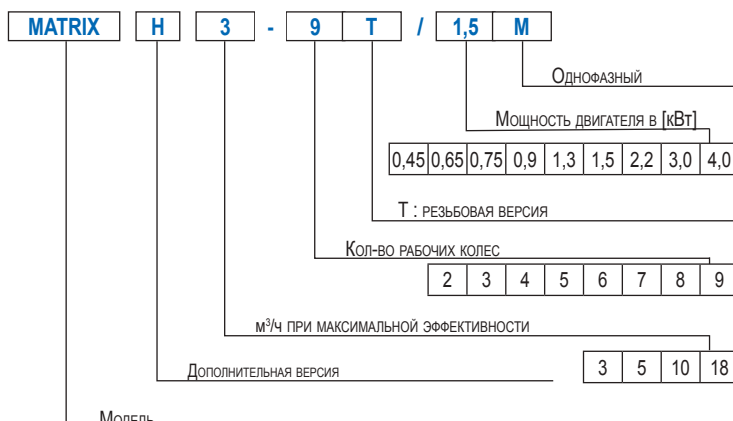 MATRIX H 3 - 9 T / 1,5 M
Однофазный
Мощность двигателя в [кВт]
0,45 0,65 0,75 0,9 1,3 1,5 2,2 3,0 4,0
T : резьбовая версия
Кол-во рабочих колес
2 3 4 5 6 7 8 9
м³/ч при максимальной эффективности
3 5 10 18
Дополнительная версия
Модель